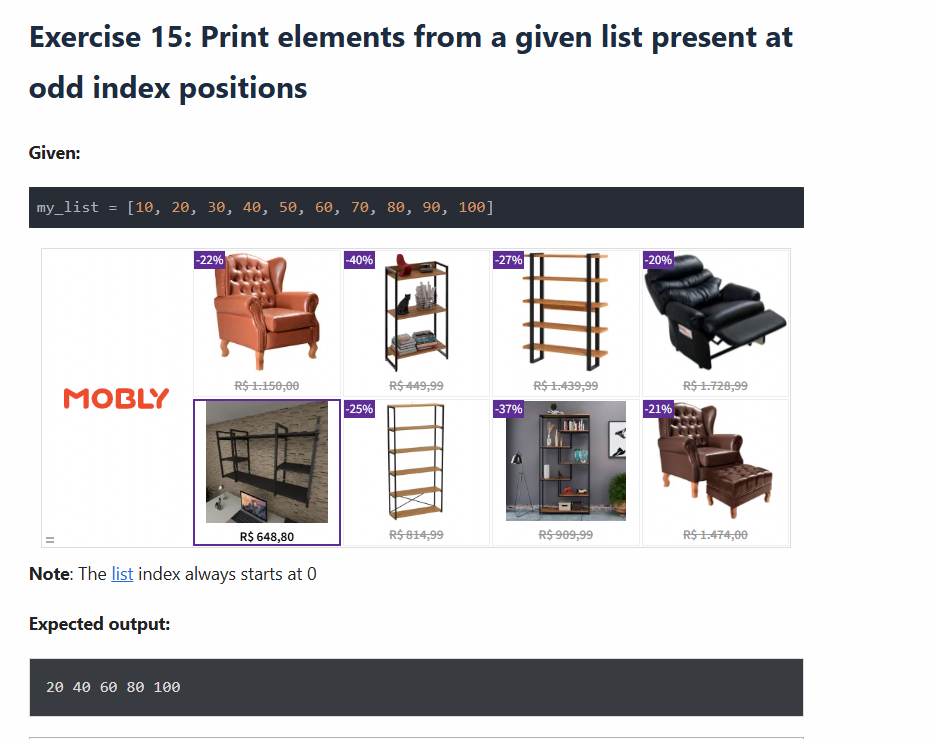 Exercise 15: Print elements from a given list present at
odd index positions
Given:
my_list = [10, 20, 30, 40, 50, 60, 70, 80, 90, 100]
-22%
-40%
-27%
-20%
R$ 1.150,00
R$ 449,99
R$ 1.439,99
R$ 1.728,99
MOBLY
-25%
-37%
-21%
R$ 648,80
R$ 814,99
R$ 909,99
R$ 1.474,00
Note: The list index always starts at 0
Expected output:
20 40 60 80 100